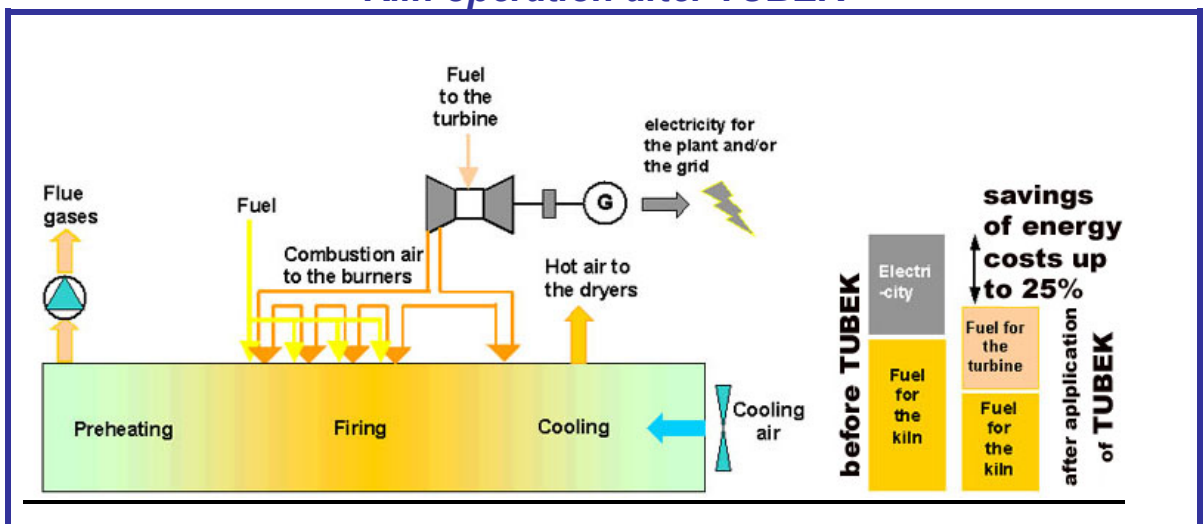 Fuel
to the
turbine
electricity for
the plant and/or
the grid
Flue
gases
Fuel
G
Combustion air
to the burners
Hot air to
the dryers
Preheating
Firing
Cooling
Cooling
air
before TUBEK
Electri
-city
Fuel
for
the
kiln
savings
of energy
costs up
to 25%
Fuel for
the
turbine
Fuel
for
the
kiln
after aplplication
of TUBEK